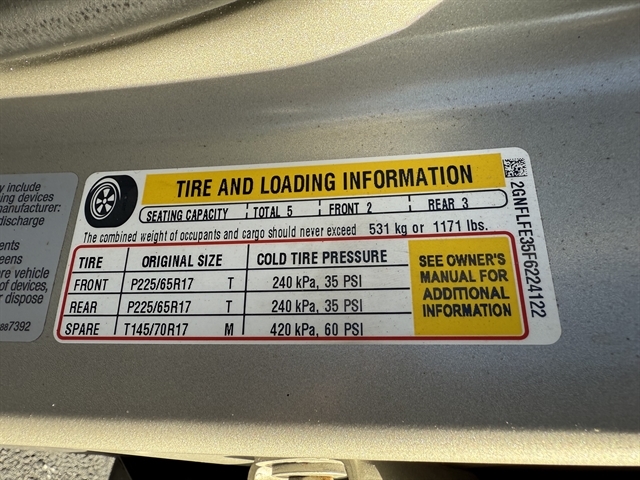 y include
ing devices
manufacturer:
discharge
ents
eens
re vehicle
of devices,
r dispose
887392
TIRE AND LOADING INFORMATION
SEATING CAPACITY TOTAL 5 FRONT 2 REAR 3
The combined weight of occupants and cargo should never exceed 531 kg or 1171 lbs.
TIRE ORIGINAL SIZE COLD TIRE PRESSURE
FRONT P225/65R17 T 240 kPa, 35 PSI
REAR P225/65R17 T 240 kPa, 35 PSI
SPARE T145/70R17 M 420 kPa, 60 PSI
SEE OWNER'S
MANUAL FOR
ADDITIONAL
INFORMATION
2GNFLFE35F6224122